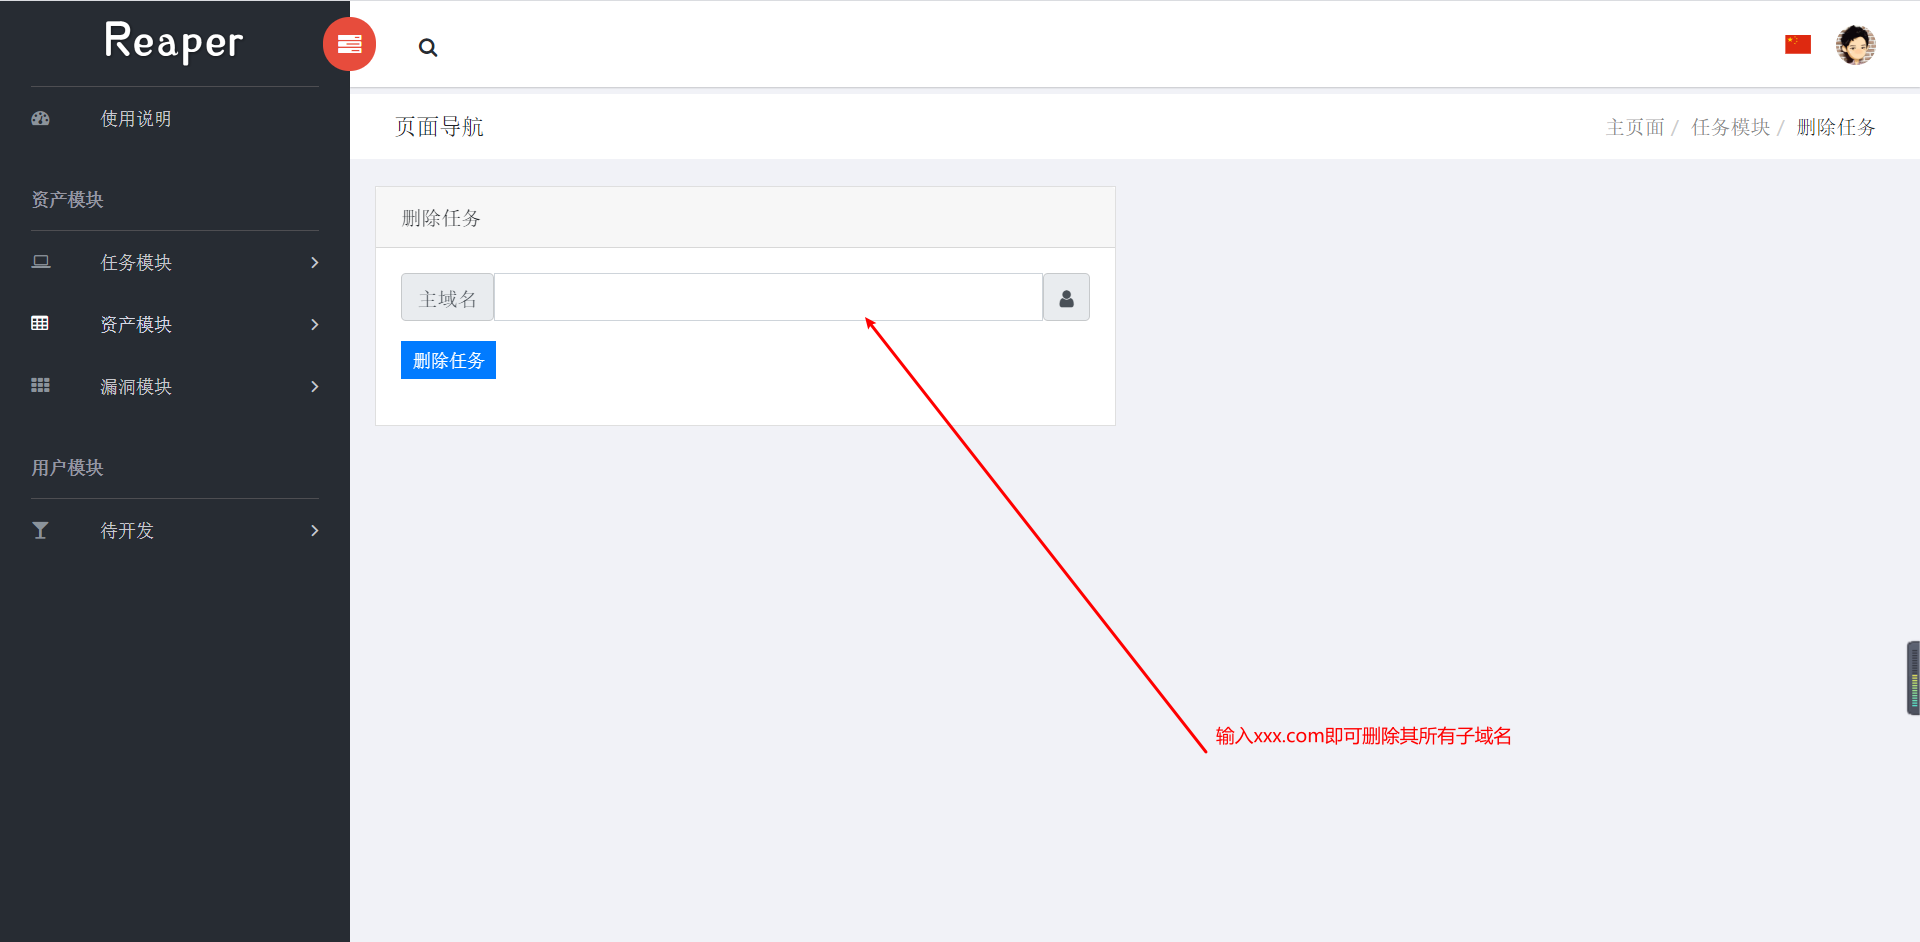 Reaper
使用说明
资产模块
任务模块
资产模块
漏洞模块
用户模块
待开发
页面导航
主页面 / 任务模块 / 删除任务
删除任务
主域名
删除任务
输入xxx.com即可删除其所有子域名